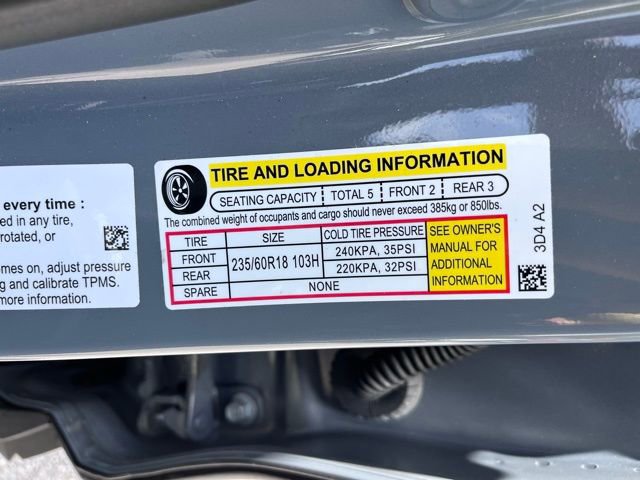 every time :
ed in any tire,
rotated, or
omes on, adjust pressure
g and calibrate TPMS.
more information.
TIRE AND LOADING INFORMATION
SEATING CAPACITY TOTAL 5 FRONT 2 REAR 3
The combined weight of occupants and cargo should never exceed 385kg or 850lbs.
TIRE SIZE COLD TIRE PRESSURE
FRONT 235/60R18 103H 240KPA, 35PSI
REAR 220KPA, 32PSI
SPARE NONE
SEE OWNER'S
MANUAL FOR
ADDITIONAL
INFORMATION
3D4 A2